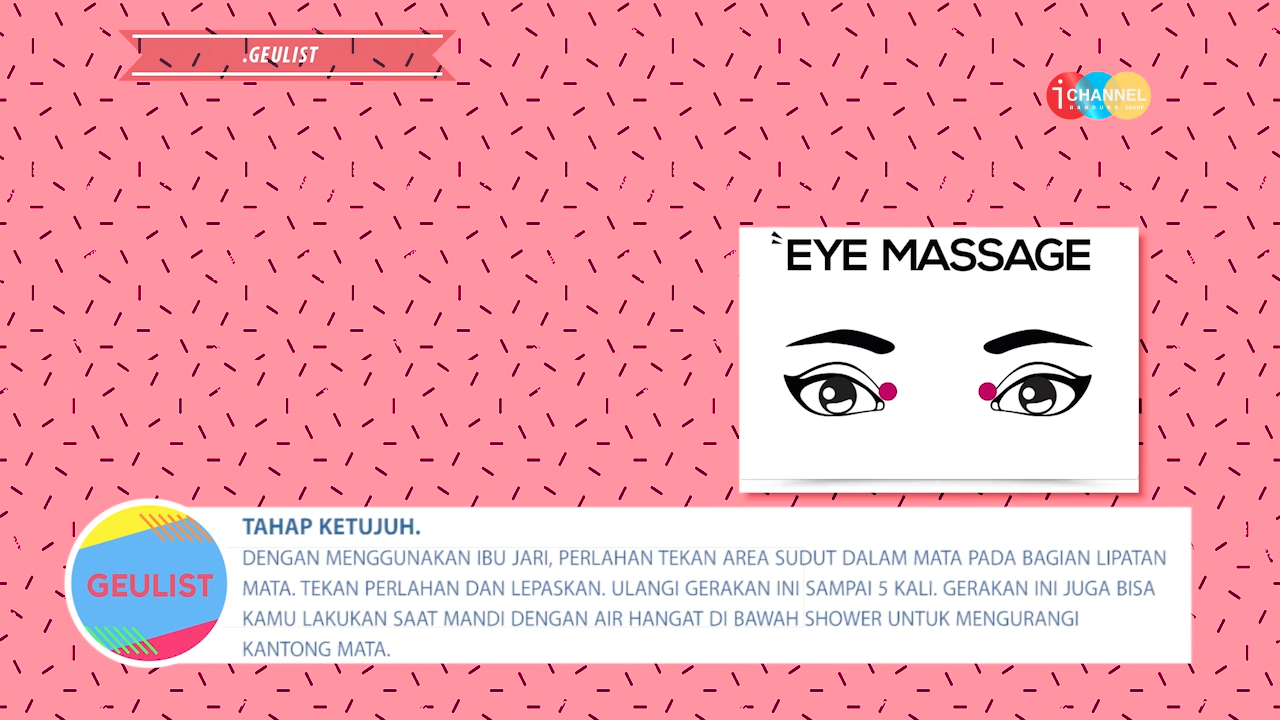 .GEULIST
i CHANNEL
BANDUNG
`EYE MASSAGE
GEULIST
TAHAP KETUJUH.
DENGAN MENGGUNAKAN IBU JARI, PERLAHAN TEKAN AREA SUDUT DALAM MATA PADA BAGIAN LIPATAN
MATA. TEKAN PERLAHAN DAN LEPASKAN. ULANGI GERAKAN INI SAMPAI 5 KALI. GERAKAN INI JUGA BISA
KAMU LAKUKAN SAAT MANDI DENGAN AIR HANGAT DI BAWAH SHOWER UNTUK MENGURANGI
KANTONG MATA.